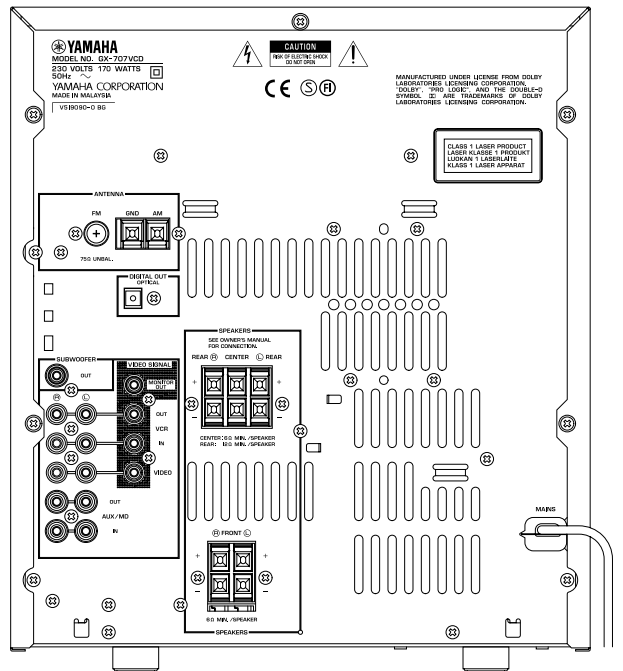 YAMAHA
MODEL NO. GX-707VCD
230 VOLTS 170 WATTS
50Hz ~
YAMAHA CORPORATION
MADE IN MALAYSIA
VS19090-0 BG
CAUTION
RISK OF ELECTRIC SHOCK
DO NOT OPEN
CE S FI
MANUFACTURED UNDER LICENSE FROM DOLBY
LABORATORIES LICENSING CORPORATION,
"DOLBY", "PRO LOGIC", AND THE DOUBLE-D
SYMBOL ARE TRADEMARKS OF DOLBY
LABORATORIES LICENSING CORPORATION.
CLASS 1 LASER PRODUCT
LASER KLASSE 1 PRODUKT
LUOKAN 1 LASERLAITE
KLASS 1 LASER APPARAT
ANTENNA
FM GND AM
75Ω UNBAL.
DIGITAL OUT
OPTICAL
SPEAKERS
SEE OWNER'S MANUAL
FOR CONNECTION.
REAR R CENTER L REAR
+ +
- -
CENTER:6Ω MIN. /SPEAKER
REAR: 12Ω MIN. /SPEAKER
SUBWOOFER
OUT
VIDEO SIGNAL
MONITOR
OUT
R L
OUT
VCR
IN
VIDEO
OUT
AUX/MD
IN
R FRONT L
+ +
- -
6Ω MIN. /SPEAKER
SPEAKERS
MAINS